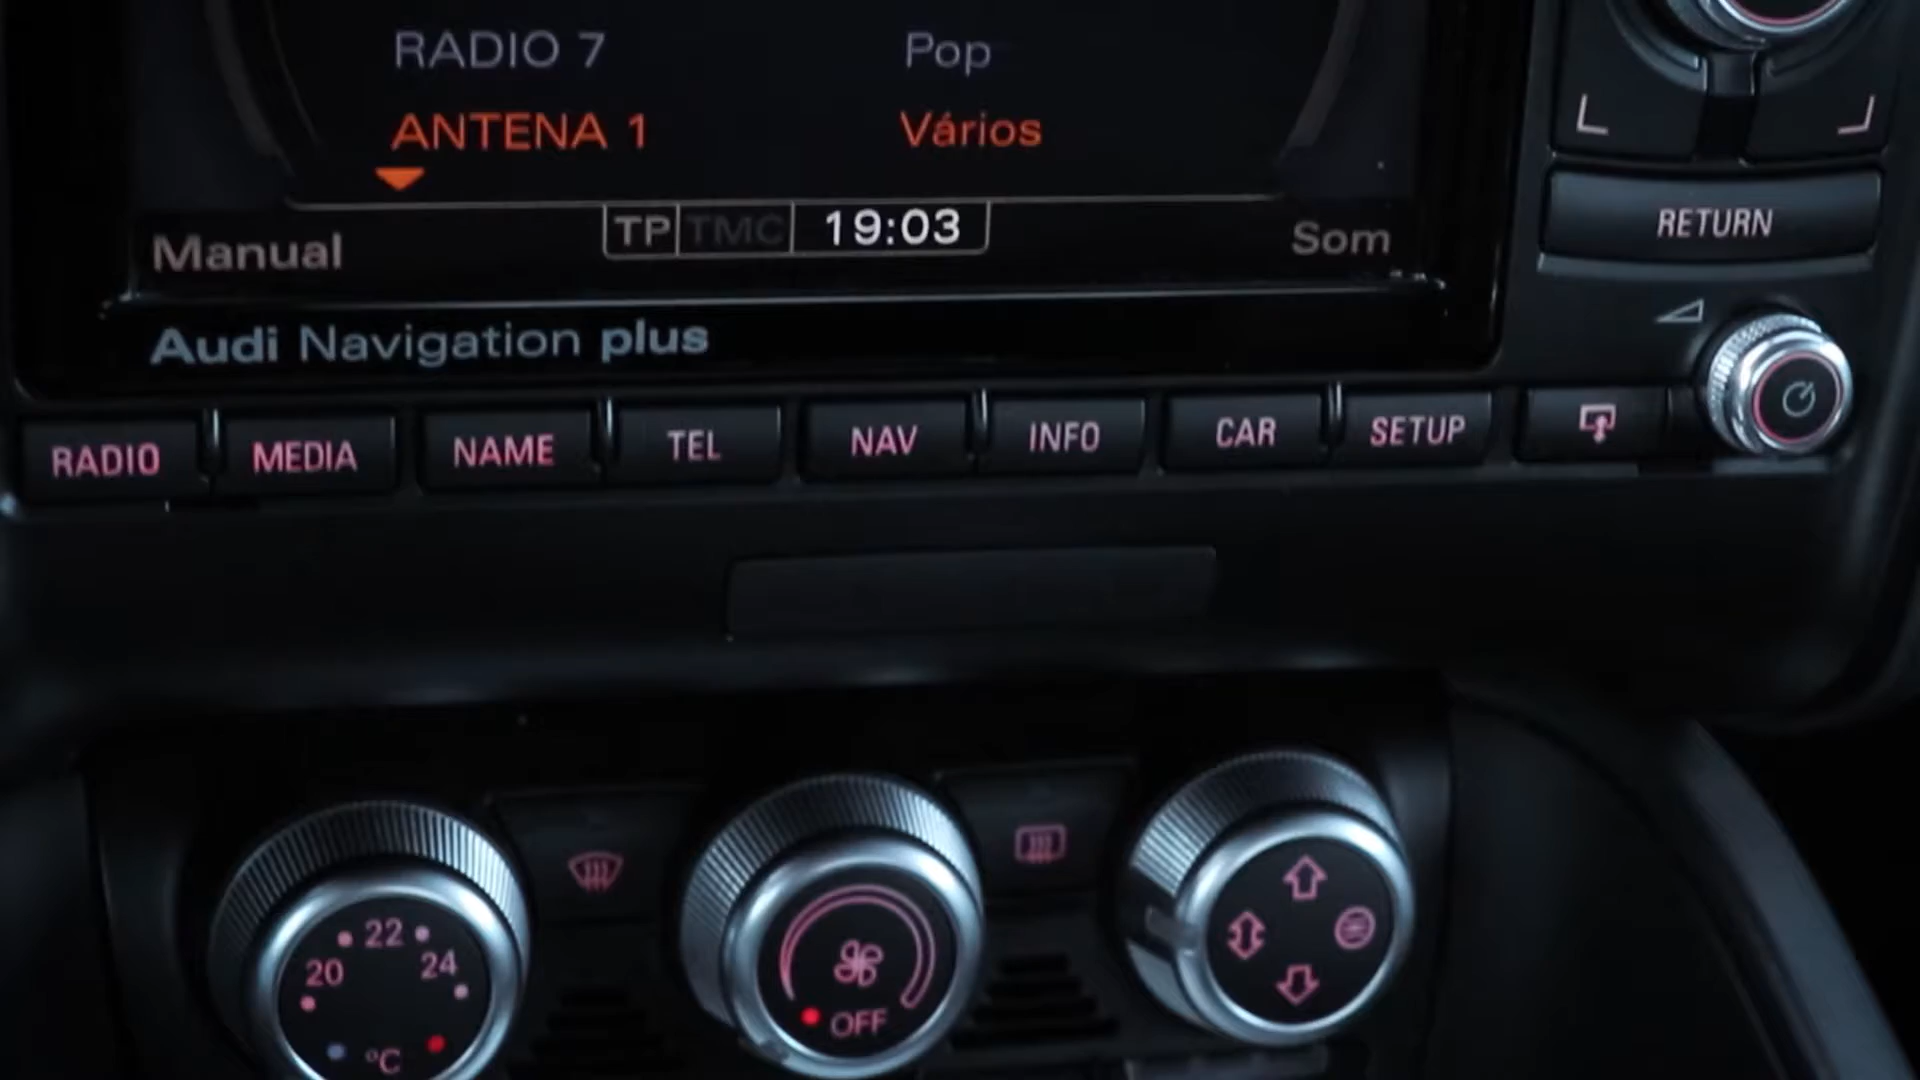 RADIO 7 Pop
ANTENA 1 Vários
Manual TP TMC 19:03 Som
RETURN
Audi Navigation plus
RADIO MEDIA NAME TEL NAV INFO CAR SETUP
20 22 24
°C
OFF